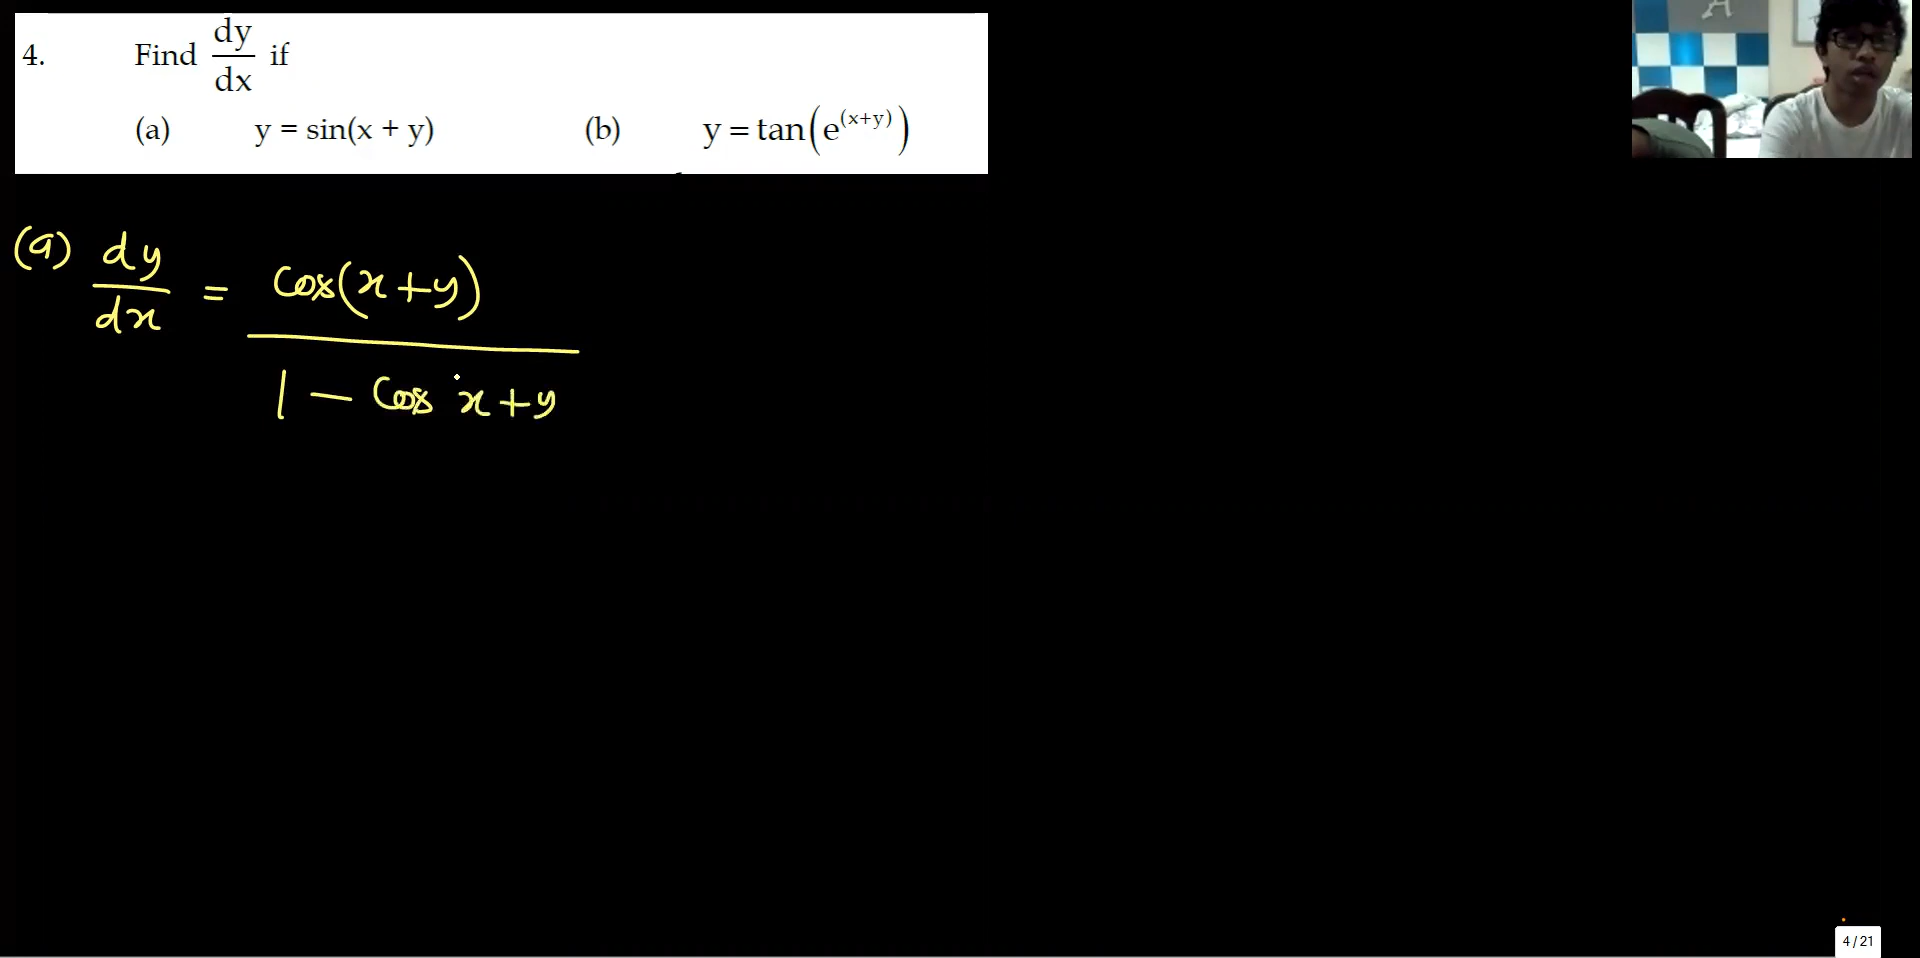 4. Find dy/dx if
(a) y = sin(x + y) (b) y = tan(e^(x+y))
(a) dy/dx = cos(x+y) / 1 - cos x+y
A
4 / 21